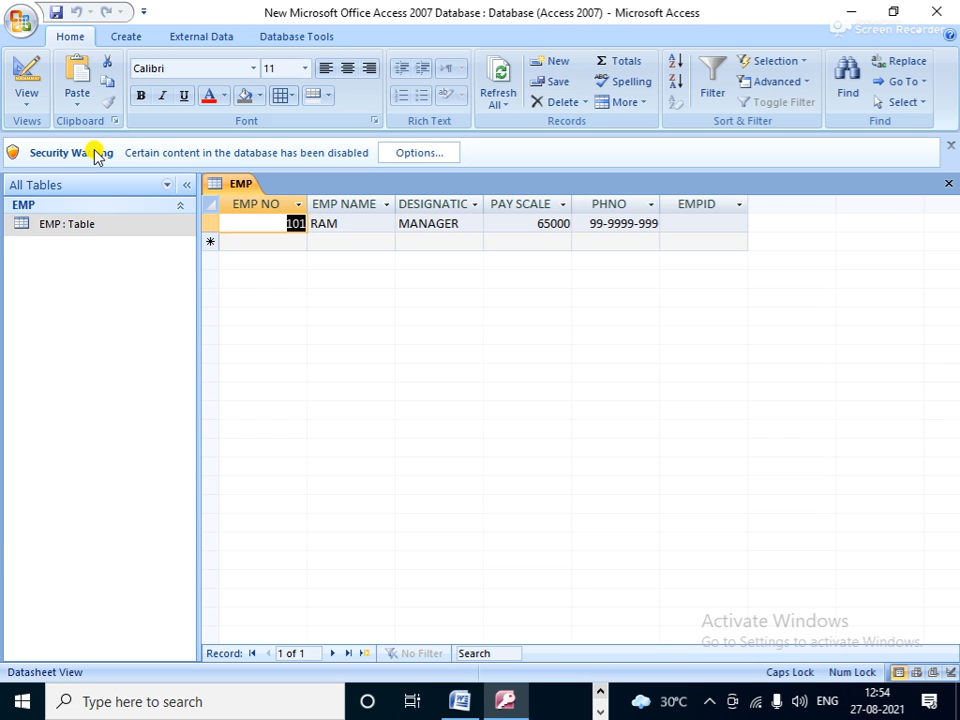 New Microsoft Office Access 2007 Database : Database (Access 2007) - Microsoft Access
Screen Recorder
Home Create External Data Database Tools
View Paste Calibri 11 Refresh All New Save Delete Totals Spelling More Filter Selection Advanced Toggle Filter Find Replace Go To Select
Views Clipboard Font Rich Text Records Sort & Filter Find
Security Warning Certain content in the database has been disabled Options...
All Tables EMP
EMP
EMP : Table
EMP NO EMP NAME DESIGNATIC PAY SCALE PHNO EMPID
101 RAM MANAGER 65000 99-9999-999
Activate Windows
Go to Settings to activate Windows.
Record: 1 of 1 No Filter Search
Datasheet View Caps Lock Num Lock
Type here to search 30°C ENG 12:54
27-08-2021